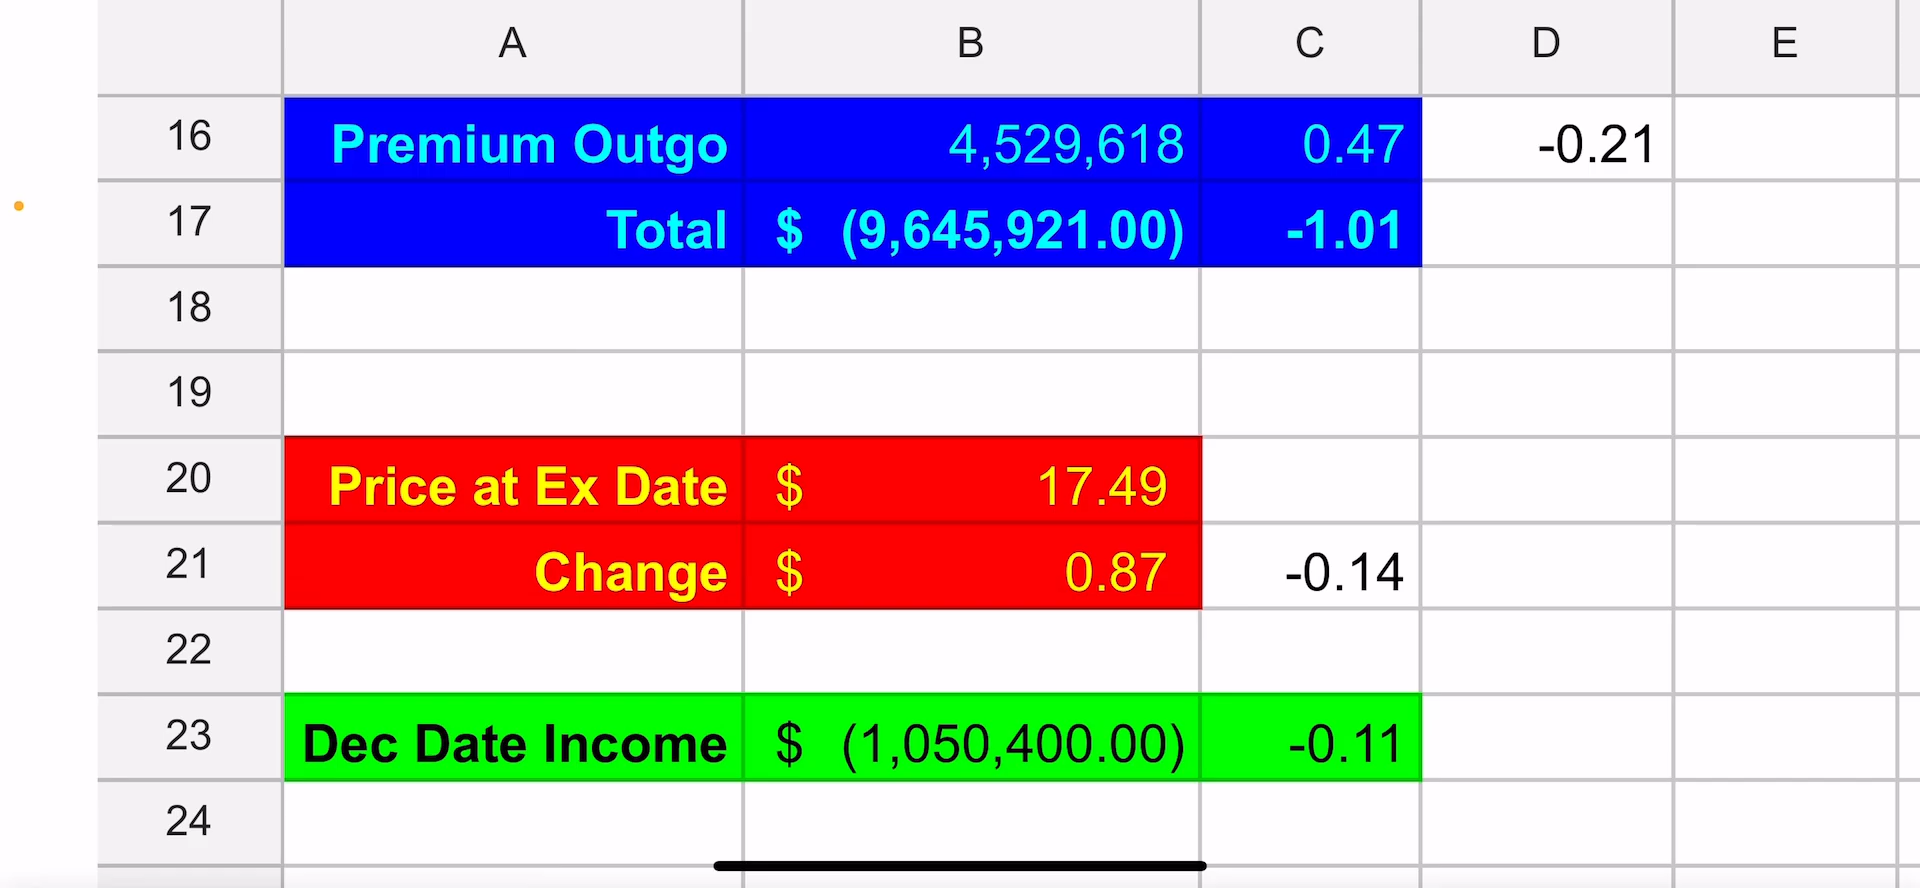 A B C D E
16 Premium Outgo 4,529,618 0.47 -0.21
17 Total $ (9,645,921.00) -1.01
18
19
20 Price at Ex Date $ 17.49
21 Change $ 0.87 -0.14
22
23 Dec Date Income $ (1,050,400.00) -0.11
24